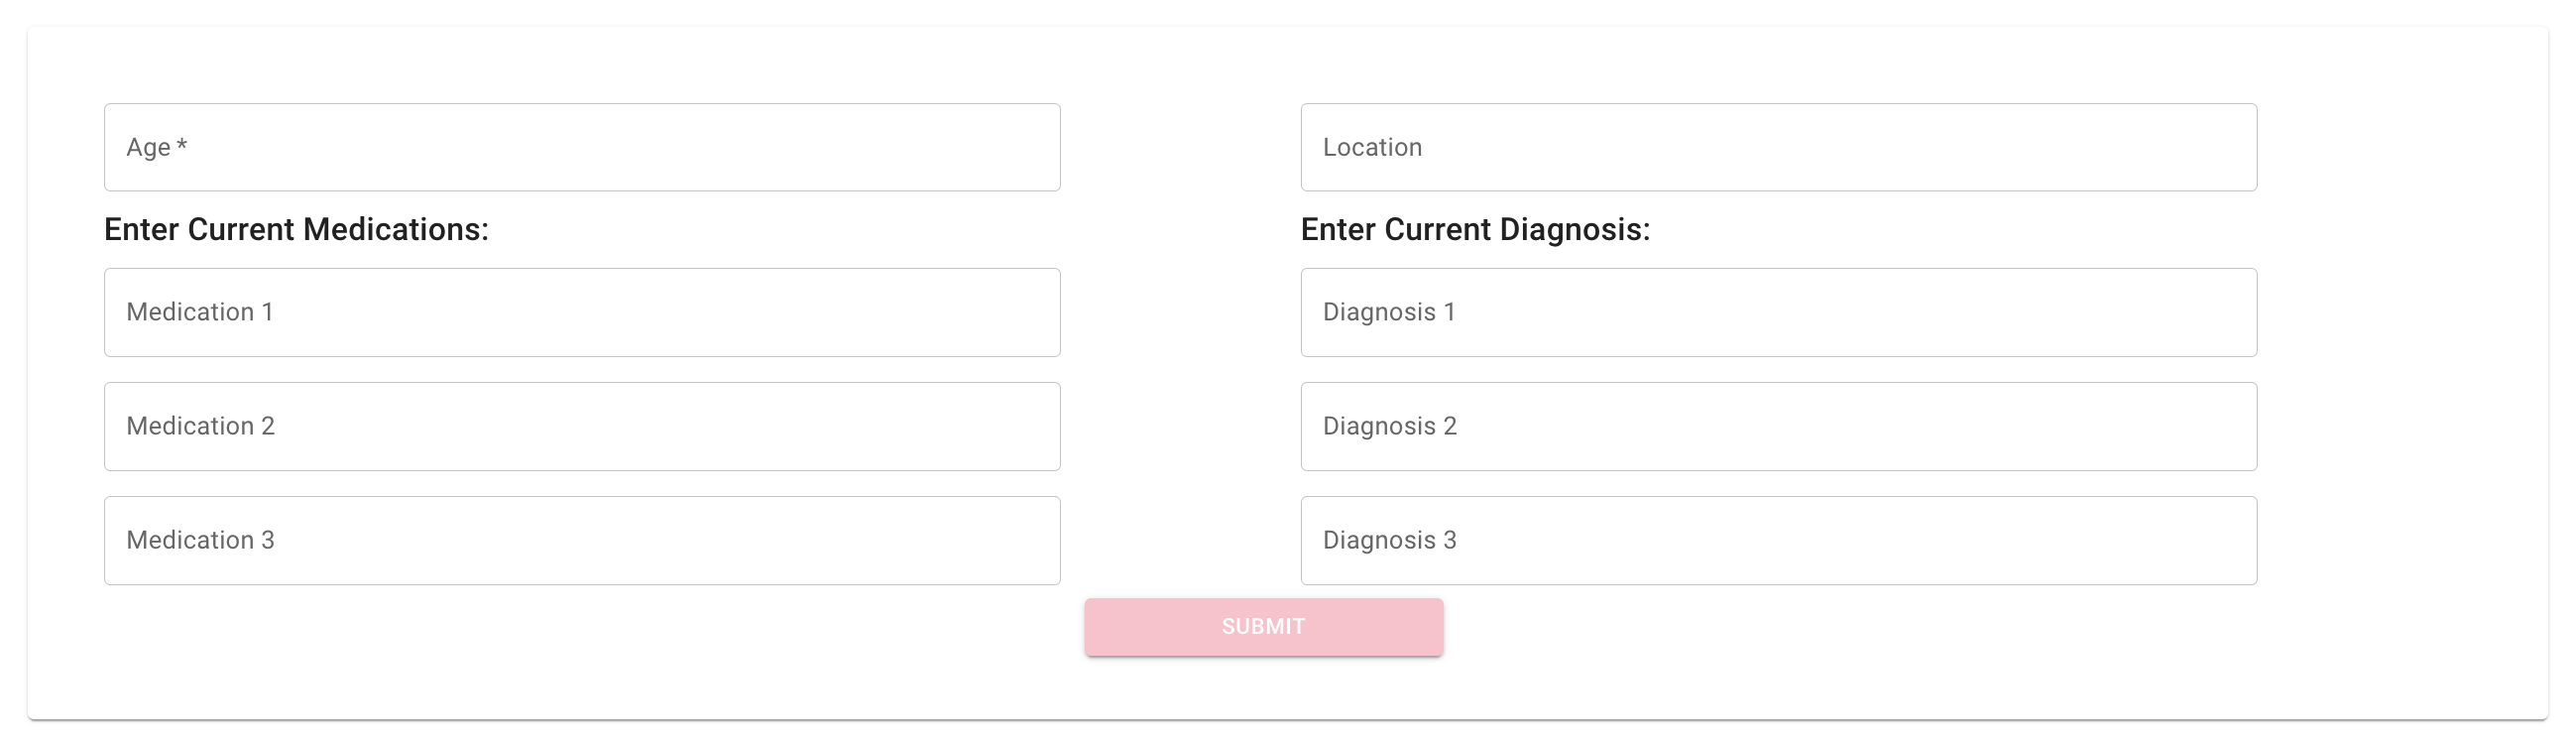 Age *
Location
Enter Current Medications:
Enter Current Diagnosis:
Medication 1
Diagnosis 1
Medication 2
Diagnosis 2
Medication 3
Diagnosis 3
SUBMIT